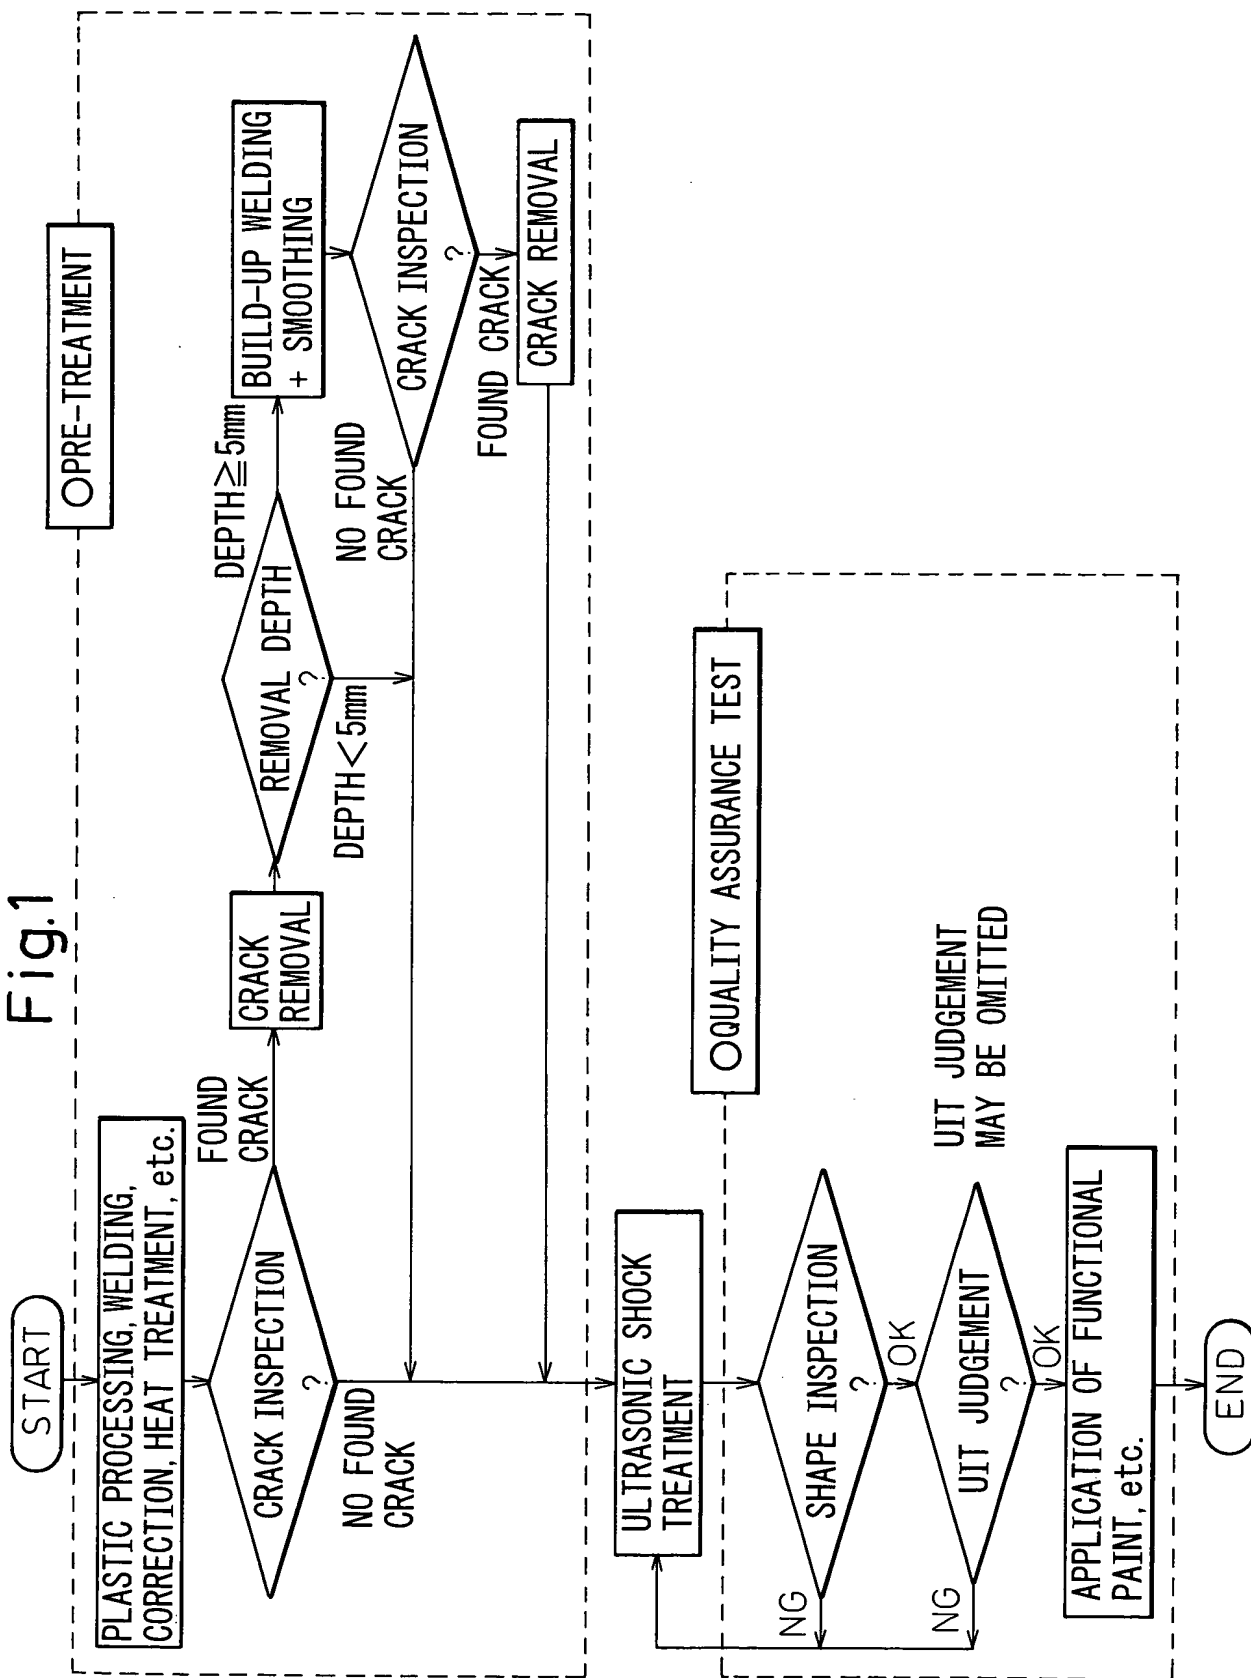 Fig.1
START
○PRE-TREATMENT
PLASTIC PROCESSING, WELDING,
CORRECTION, HEAT TREATMENT, etc.
CRACK INSPECTION
?
FOUND
CRACK
NO FOUND
CRACK
CRACK
REMOVAL
REMOVAL DEPTH
?
DEPTH≧5mm
DEPTH<5mm
BUILD-UP WELDING
+ SMOOTHING
CRACK INSPECTION
?
NO FOUND
CRACK
FOUND CRACK
CRACK REMOVAL
ULTRASONIC SHOCK
TREATMENT
○QUALITY ASSURANCE TEST
SHAPE INSPECTION
?
NG
OK
UIT JUDGEMENT
?
NG
OK
UIT JUDGEMENT
MAY BE OMITTED
APPLICATION OF FUNCTIONAL
PAINT, etc.
END